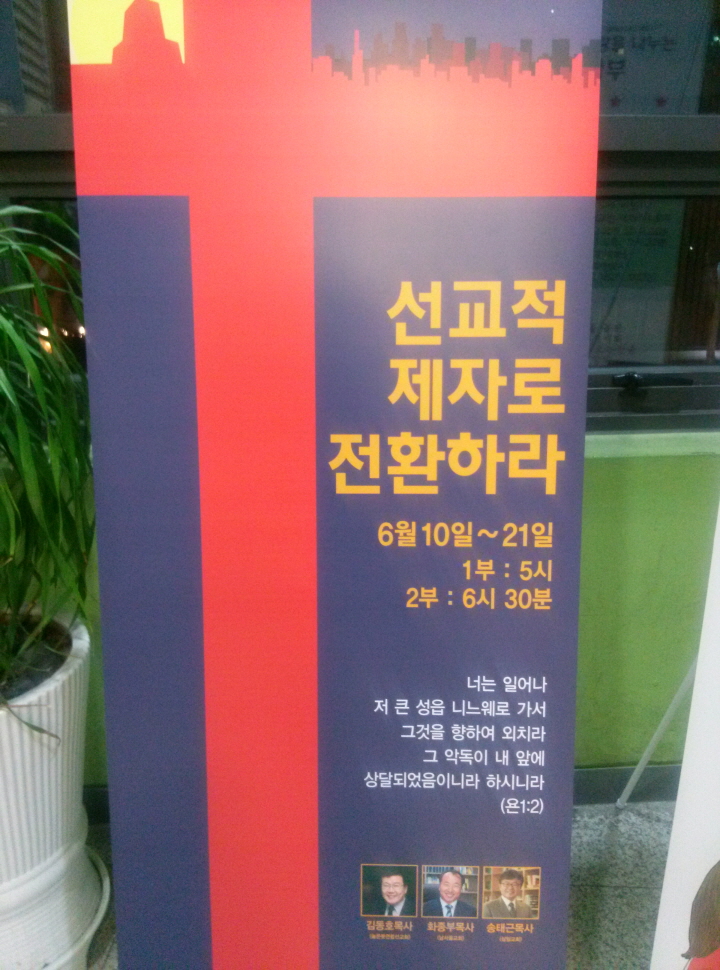 선교적
제자로
전환하라
6월 10일~21일
1부 : 5시
2부 : 6시 30분
너는 일어나
저 큰 성읍 니느웨로 가서
그것을 향하여 외치라
그 악독이 내 앞에
상달되었음이니라 하시니라
(욘1:2)
김동호목사 화종부목사 송태근목사